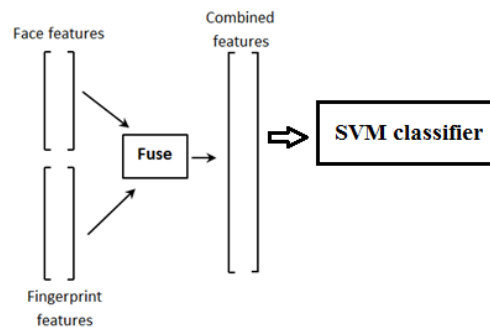 Face features
Combined
features
Fuse
SVM classifier
Fingerprint
features